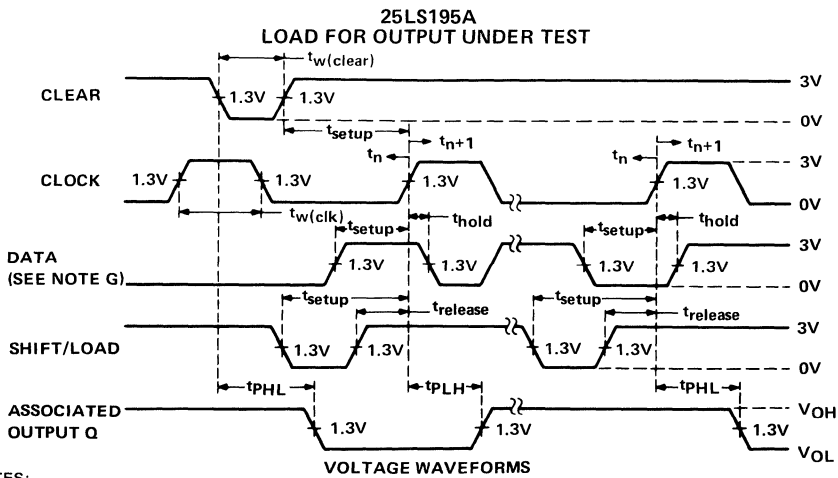 25LS195A
LOAD FOR OUTPUT UNDER TEST
tw(clear)
CLEAR 1.3V 1.3V 3V
0V
tsetup tn+1 tn+1
tn tn
CLOCK 1.3V 1.3V 1.3V 1.3V 3V
0V
tw(clk) tsetup thold tsetup thold
DATA 1.3V 1.3V 1.3V 1.3V 3V
(SEE NOTE G) 0V
tsetup trelease tsetup trelease
SHIFT/LOAD 1.3V 1.3V 1.3V 1.3V 3V
0V
tPHL tPLH tPHL
ASSOCIATED VOH
OUTPUT Q 1.3V 1.3V 1.3V
VOL
VOLTAGE WAVEFORMS